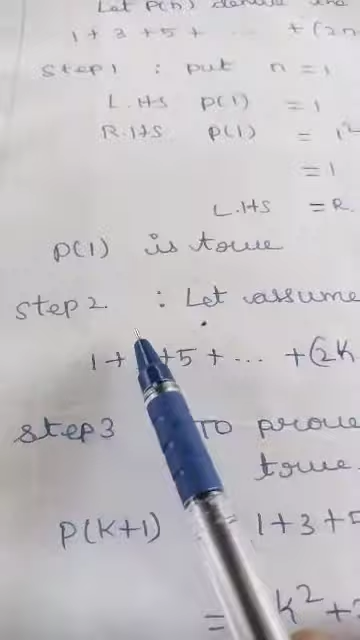 Let P(n) denote the
1 + 3 + 5 + ... + (2n
Step 1 : put n = 1
L.HS P(1) = 1
R.HS P(1) = 1²
= 1
L.HS = R.
P(1) is true
Step 2 : Let assume
1 + +5 + ... + (2K
Step 3 To prove
true.
P(K+1) = 1+3+5
= k² +